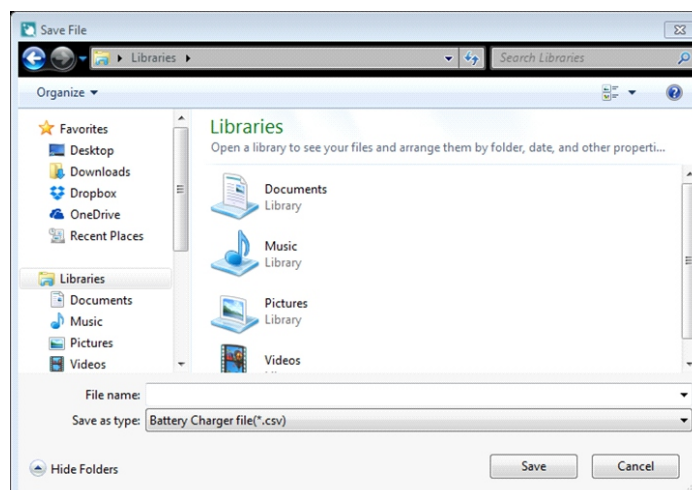 Save File
Libraries
Search Libraries
Organize
Favorites
Desktop
Downloads
Dropbox
OneDrive
Recent Places
Libraries
Documents
Music
Pictures
Videos
Libraries
Open a library to see your files and arrange them by folder, date, and other properti...
Documents
Library
Music
Library
Pictures
Library
Videos
File name:
Save as type: Battery Charger file(*.csv)
Hide Folders
Save
Cancel